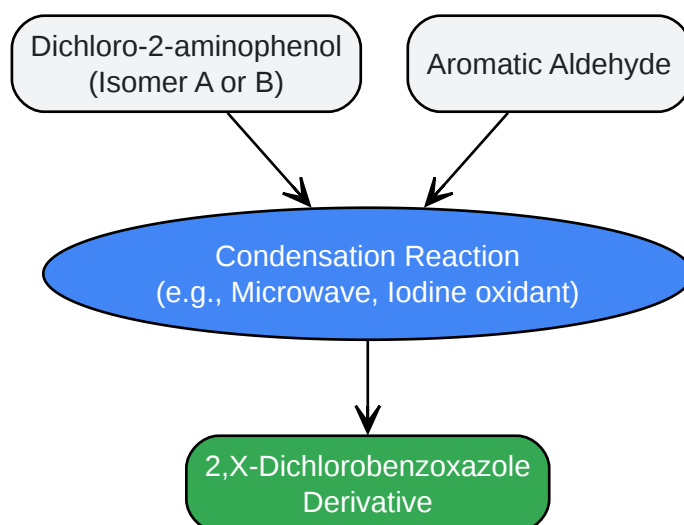 Dichloro-2-aminophenol
(Isomer A or B)
Aromatic Aldehyde
Condensation Reaction
(e.g., Microwave, Iodine oxidant)
2,X-Dichlorobenzoxazole
Derivative